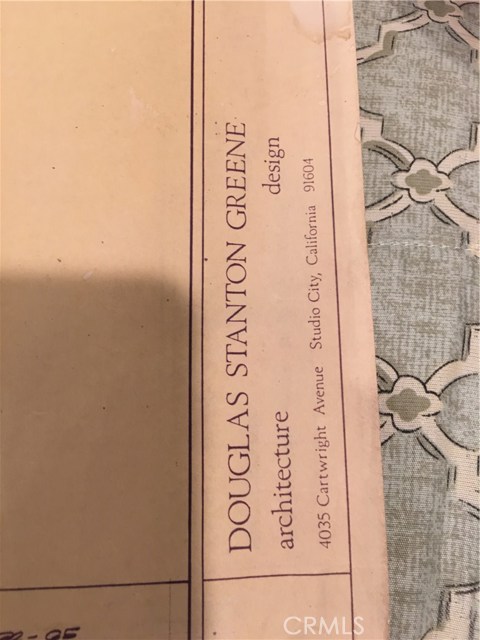 DOUGLAS STANTON GREENE
architecture design
4035 Cartwright Avenue Studio City, California 91604
CRMLS